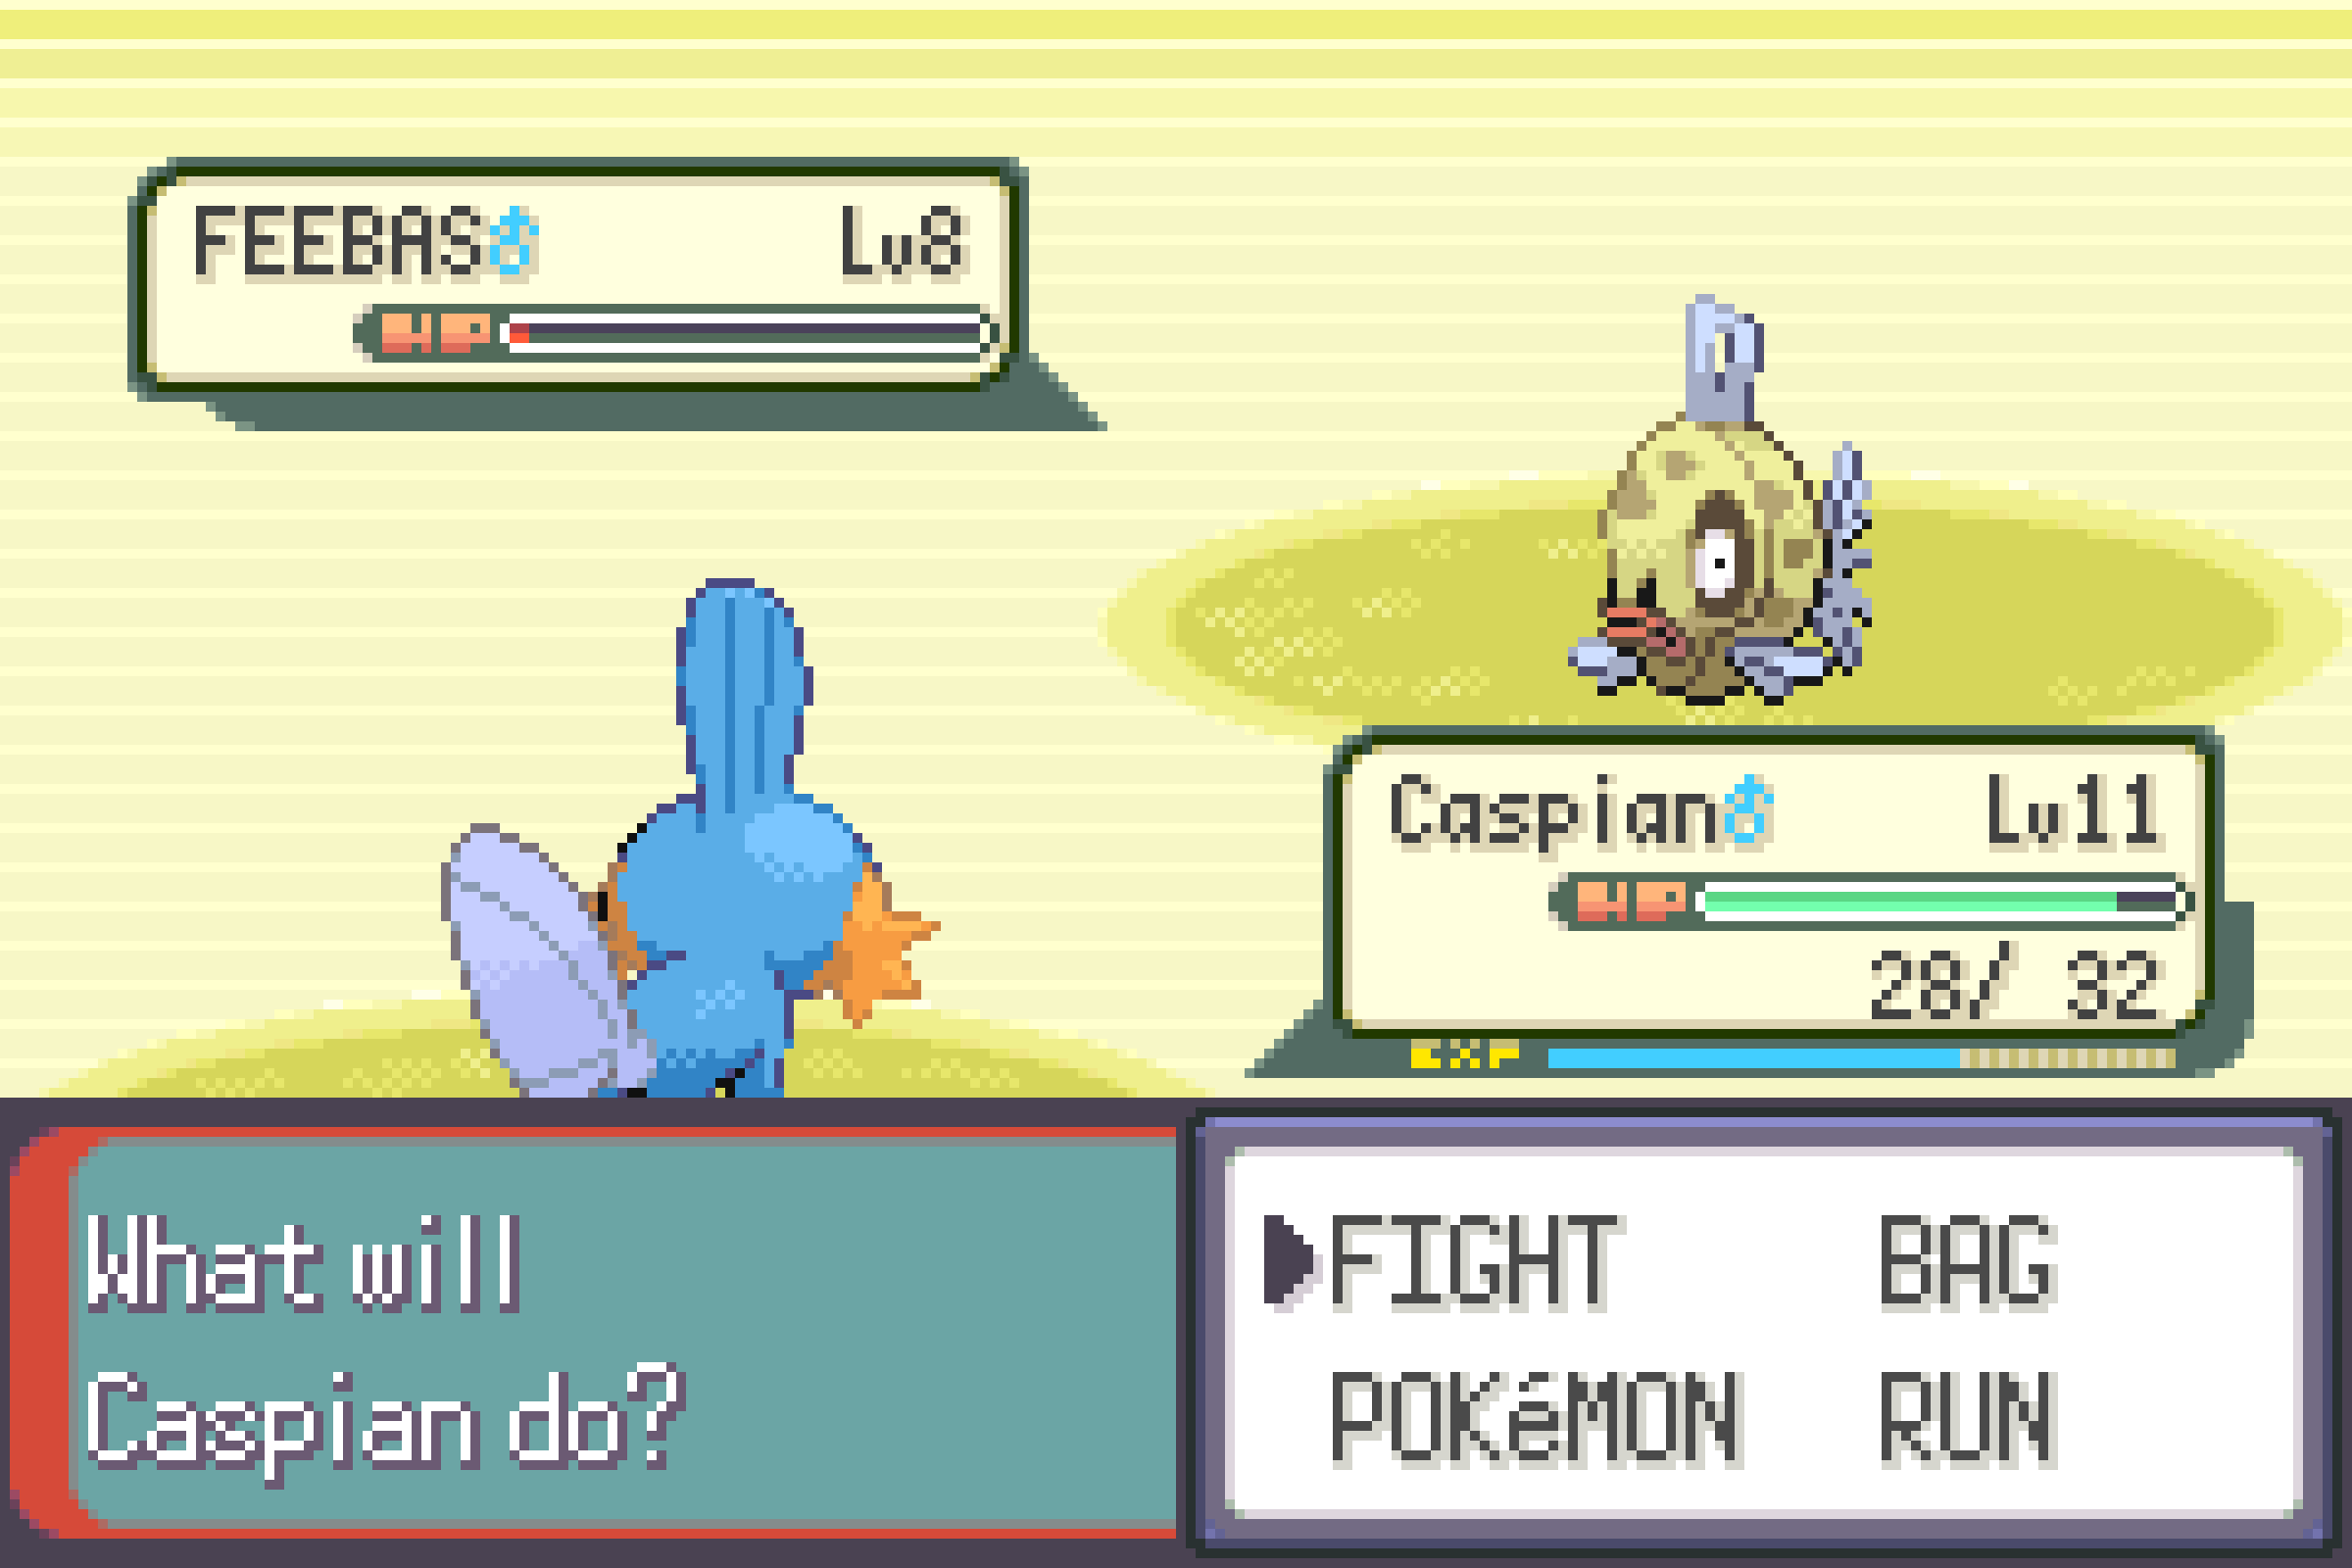 FEEBAS♂ Lv8
HP
Caspian♂ Lv11
HP
28/ 32
EXP
What will
Caspian do?
FIGHT BAG
POKéMON RUN